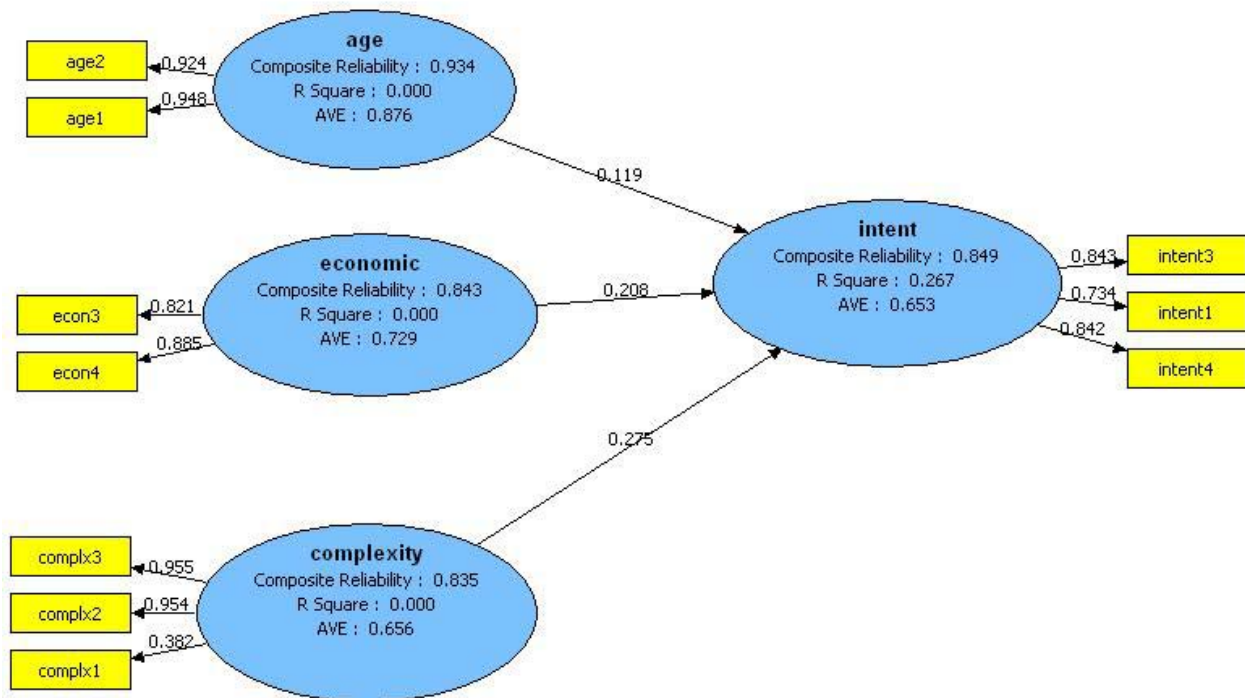 age
Composite Reliability : 0.934
R Square : 0.000
AVE : 0.876
age2
0.924
age1
0.948
0.119
economic
Composite Reliability : 0.843
R Square : 0.000
AVE : 0.729
econ3
0.821
econ4
0.885
0.208
intent
Composite Reliability : 0.849
R Square : 0.267
AVE : 0.653
0.843
intent3
0.734
intent1
0.842
intent4
0.275
complexity
Composite Reliability : 0.835
R Square : 0.000
AVE : 0.656
complx3
0.955
complx2
0.954
complx1
0.382